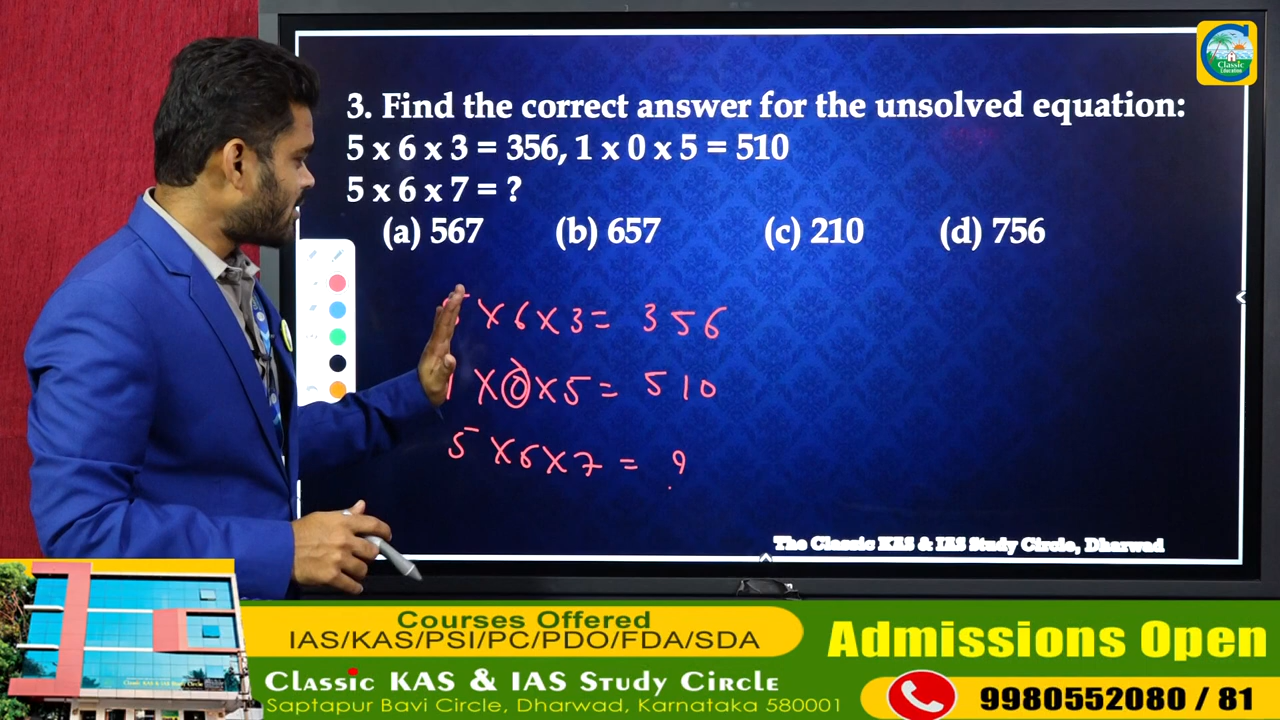 3. Find the correct answer for the unsolved equation:
5 x 6 x 3 = 356, 1 x 0 x 5 = 510
5 x 6 x 7 = ?
(a) 567 (b) 657 (c) 210 (d) 756
5 x 6 x 3 = 356
1 x 0 x 5 = 510
5 x 6 x 7 = ?
The Classic KAS & IAS Study Circle, Dharwad
Classic
Education
Courses Offered
IAS/KAS/PSI/PC/PDO/FDA/SDA
Classic KAS & IAS Study Circle
Saptapur Bavi Circle, Dharwad, Karnataka 580001
Admissions Open
9980552080 / 81